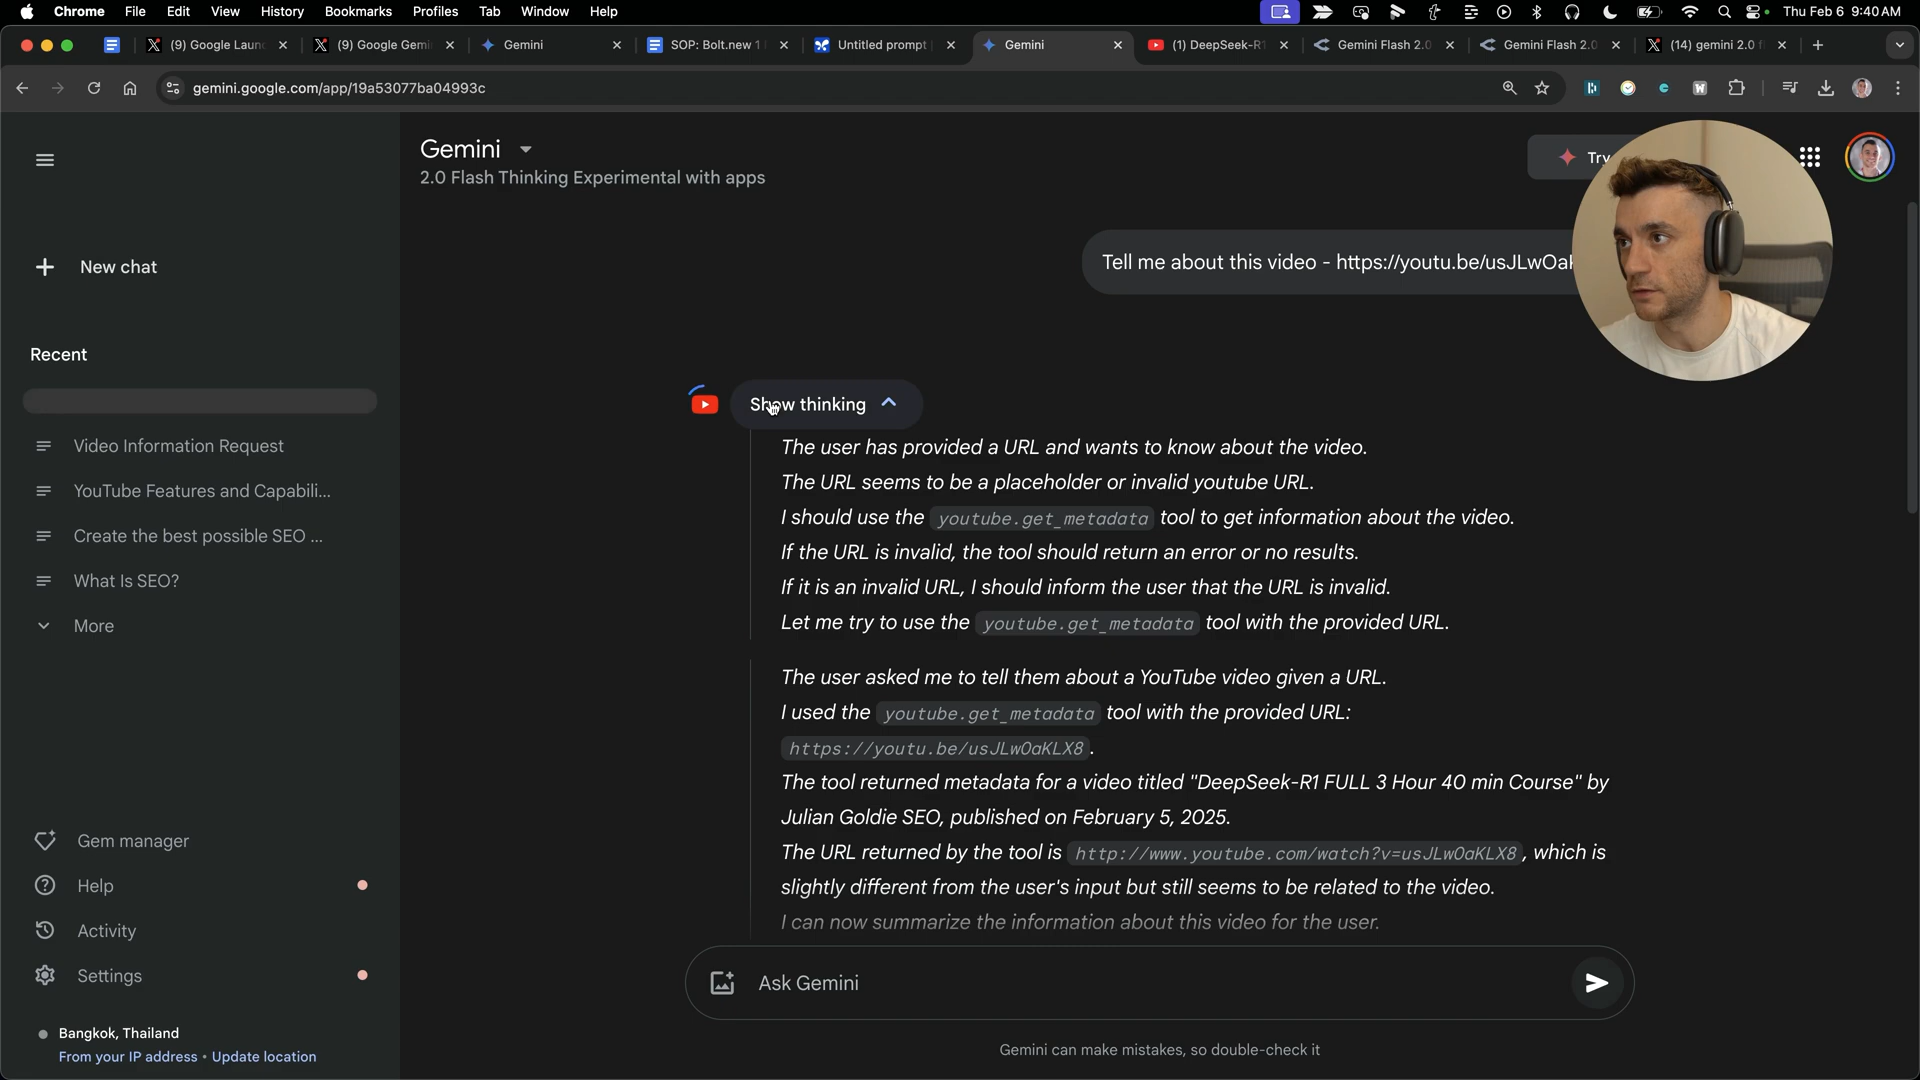 Chrome File Edit View History Bookmarks Profiles Tab Window Help Thu Feb 6 9:40 AM
(9) Google Laun (9) Google Gemi Gemini SOP: Bolt.new 1 Untitled prompt Gemini (1) DeepSeek-R1 Gemini Flash 2.0 Gemini Flash 2.0 (14) gemini 2.0 f
gemini.google.com/app/19a53077ba04993c
Gemini
2.0 Flash Thinking Experimental with apps
Try
New chat
Recent
Video Information Request
YouTube Features and Capabili...
Create the best possible SEO ...
What Is SEO?
More
Gem manager
Help
Activity
Settings
Bangkok, Thailand
From your IP address • Update location
Tell me about this video - https://youtu.be/usJLwOaK
Show thinking
The user has provided a URL and wants to know about the video.
The URL seems to be a placeholder or invalid youtube URL.
I should use the youtube.get_metadata tool to get information about the video.
If the URL is invalid, the tool should return an error or no results.
If it is an invalid URL, I should inform the user that the URL is invalid.
Let me try to use the youtube.get_metadata tool with the provided URL.
The user asked me to tell them about a YouTube video given a URL.
I used the youtube.get_metadata tool with the provided URL:
https://youtu.be/usJLwOaKLX8.
The tool returned metadata for a video titled "DeepSeek-R1 FULL 3 Hour 40 min Course" by
Julian Goldie SEO, published on February 5, 2025.
The URL returned by the tool is http://www.youtube.com/watch?v=usJLwOaKLX8, which is
slightly different from the user's input but still seems to be related to the video.
I can now summarize the information about this video for the user.
Ask Gemini
Gemini can make mistakes, so double-check it